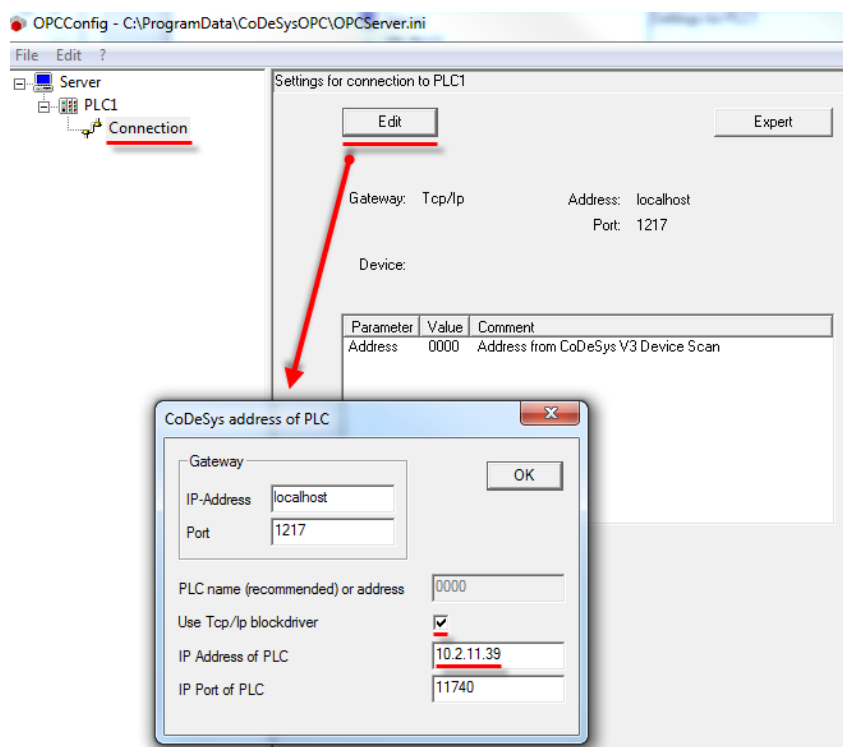 OPCConfig - C:\ProgramData\CoDeSysOPC\OPCServer.ini
File Edit ?
Server
PLC1
Connection
Settings for connection to PLC1
Edit
Expert
Gateway: Tcp/Ip
Address: localhost
Port: 1217
Device:
Parameter Value Comment
Address 0000 Address from CoDeSys V3 Device Scan
CoDeSys address of PLC
Gateway
OK
IP-Address localhost
Port 1217
PLC name (recommended) or address 0000
Use Tcp/Ip blockdriver
IP Address of PLC 10.2.11.39
IP Port of PLC 11740